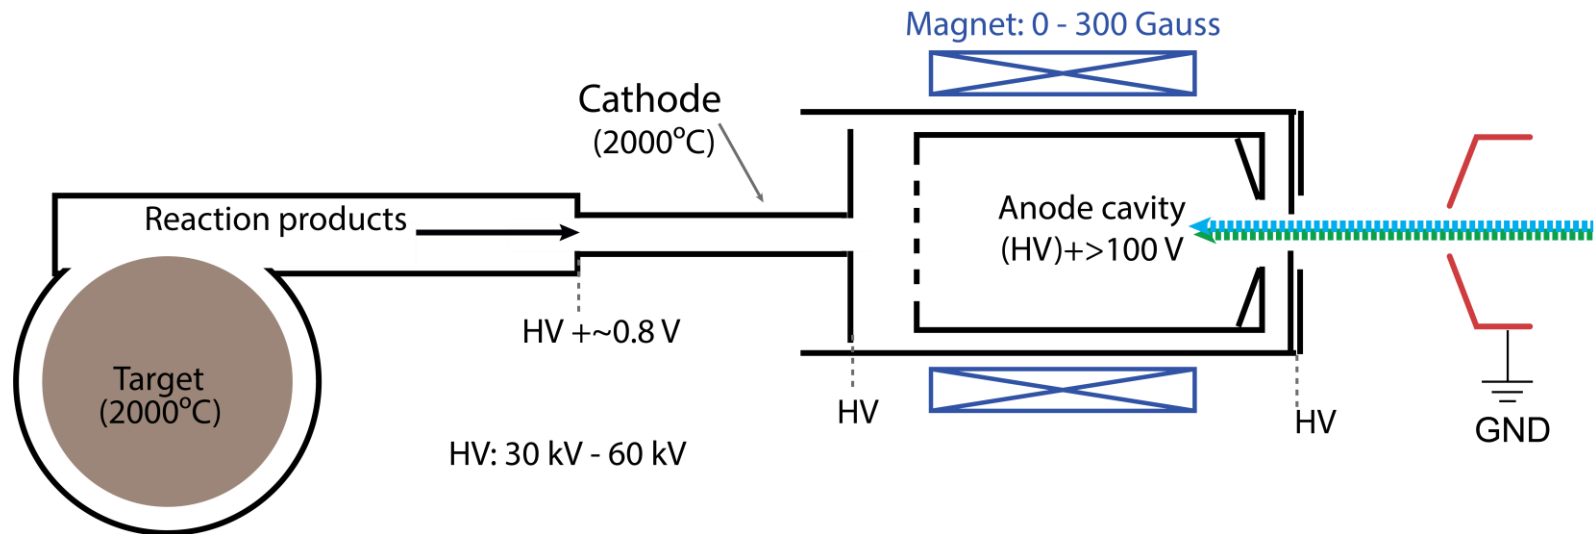 Magnet: 0 - 300 Gauss
Cathode
(2000°C)
Reaction products
Anode cavity
(HV)+>100 V
HV +~0.8 V
Target
(2000°C)
HV
HV
GND
HV: 30 kV - 60 kV